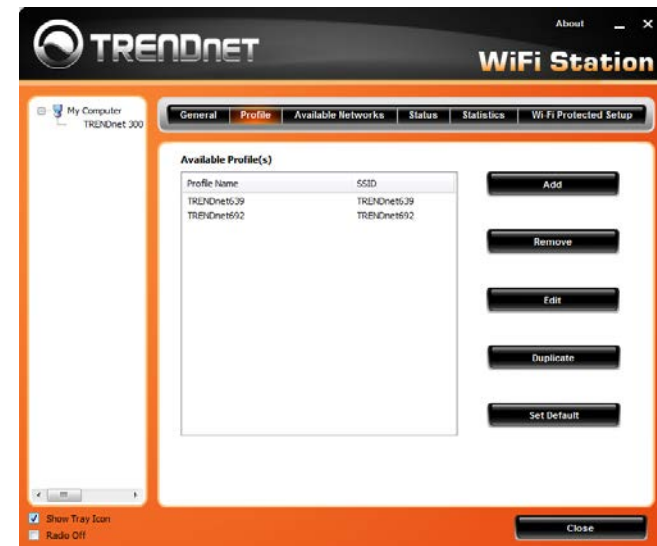 About
TRENDnet
WiFi Station
My Computer
TRENDnet 300
General Profile Available Networks Status Statistics Wi-Fi Protected Setup
Available Profile(s)
Profile Name SSID
TRENDnet639 TRENDnet639
TRENDnet692 TRENDnet692
Add
Remove
Edit
Duplicate
Set Default
Show Tray Icon
Radio Off
Close